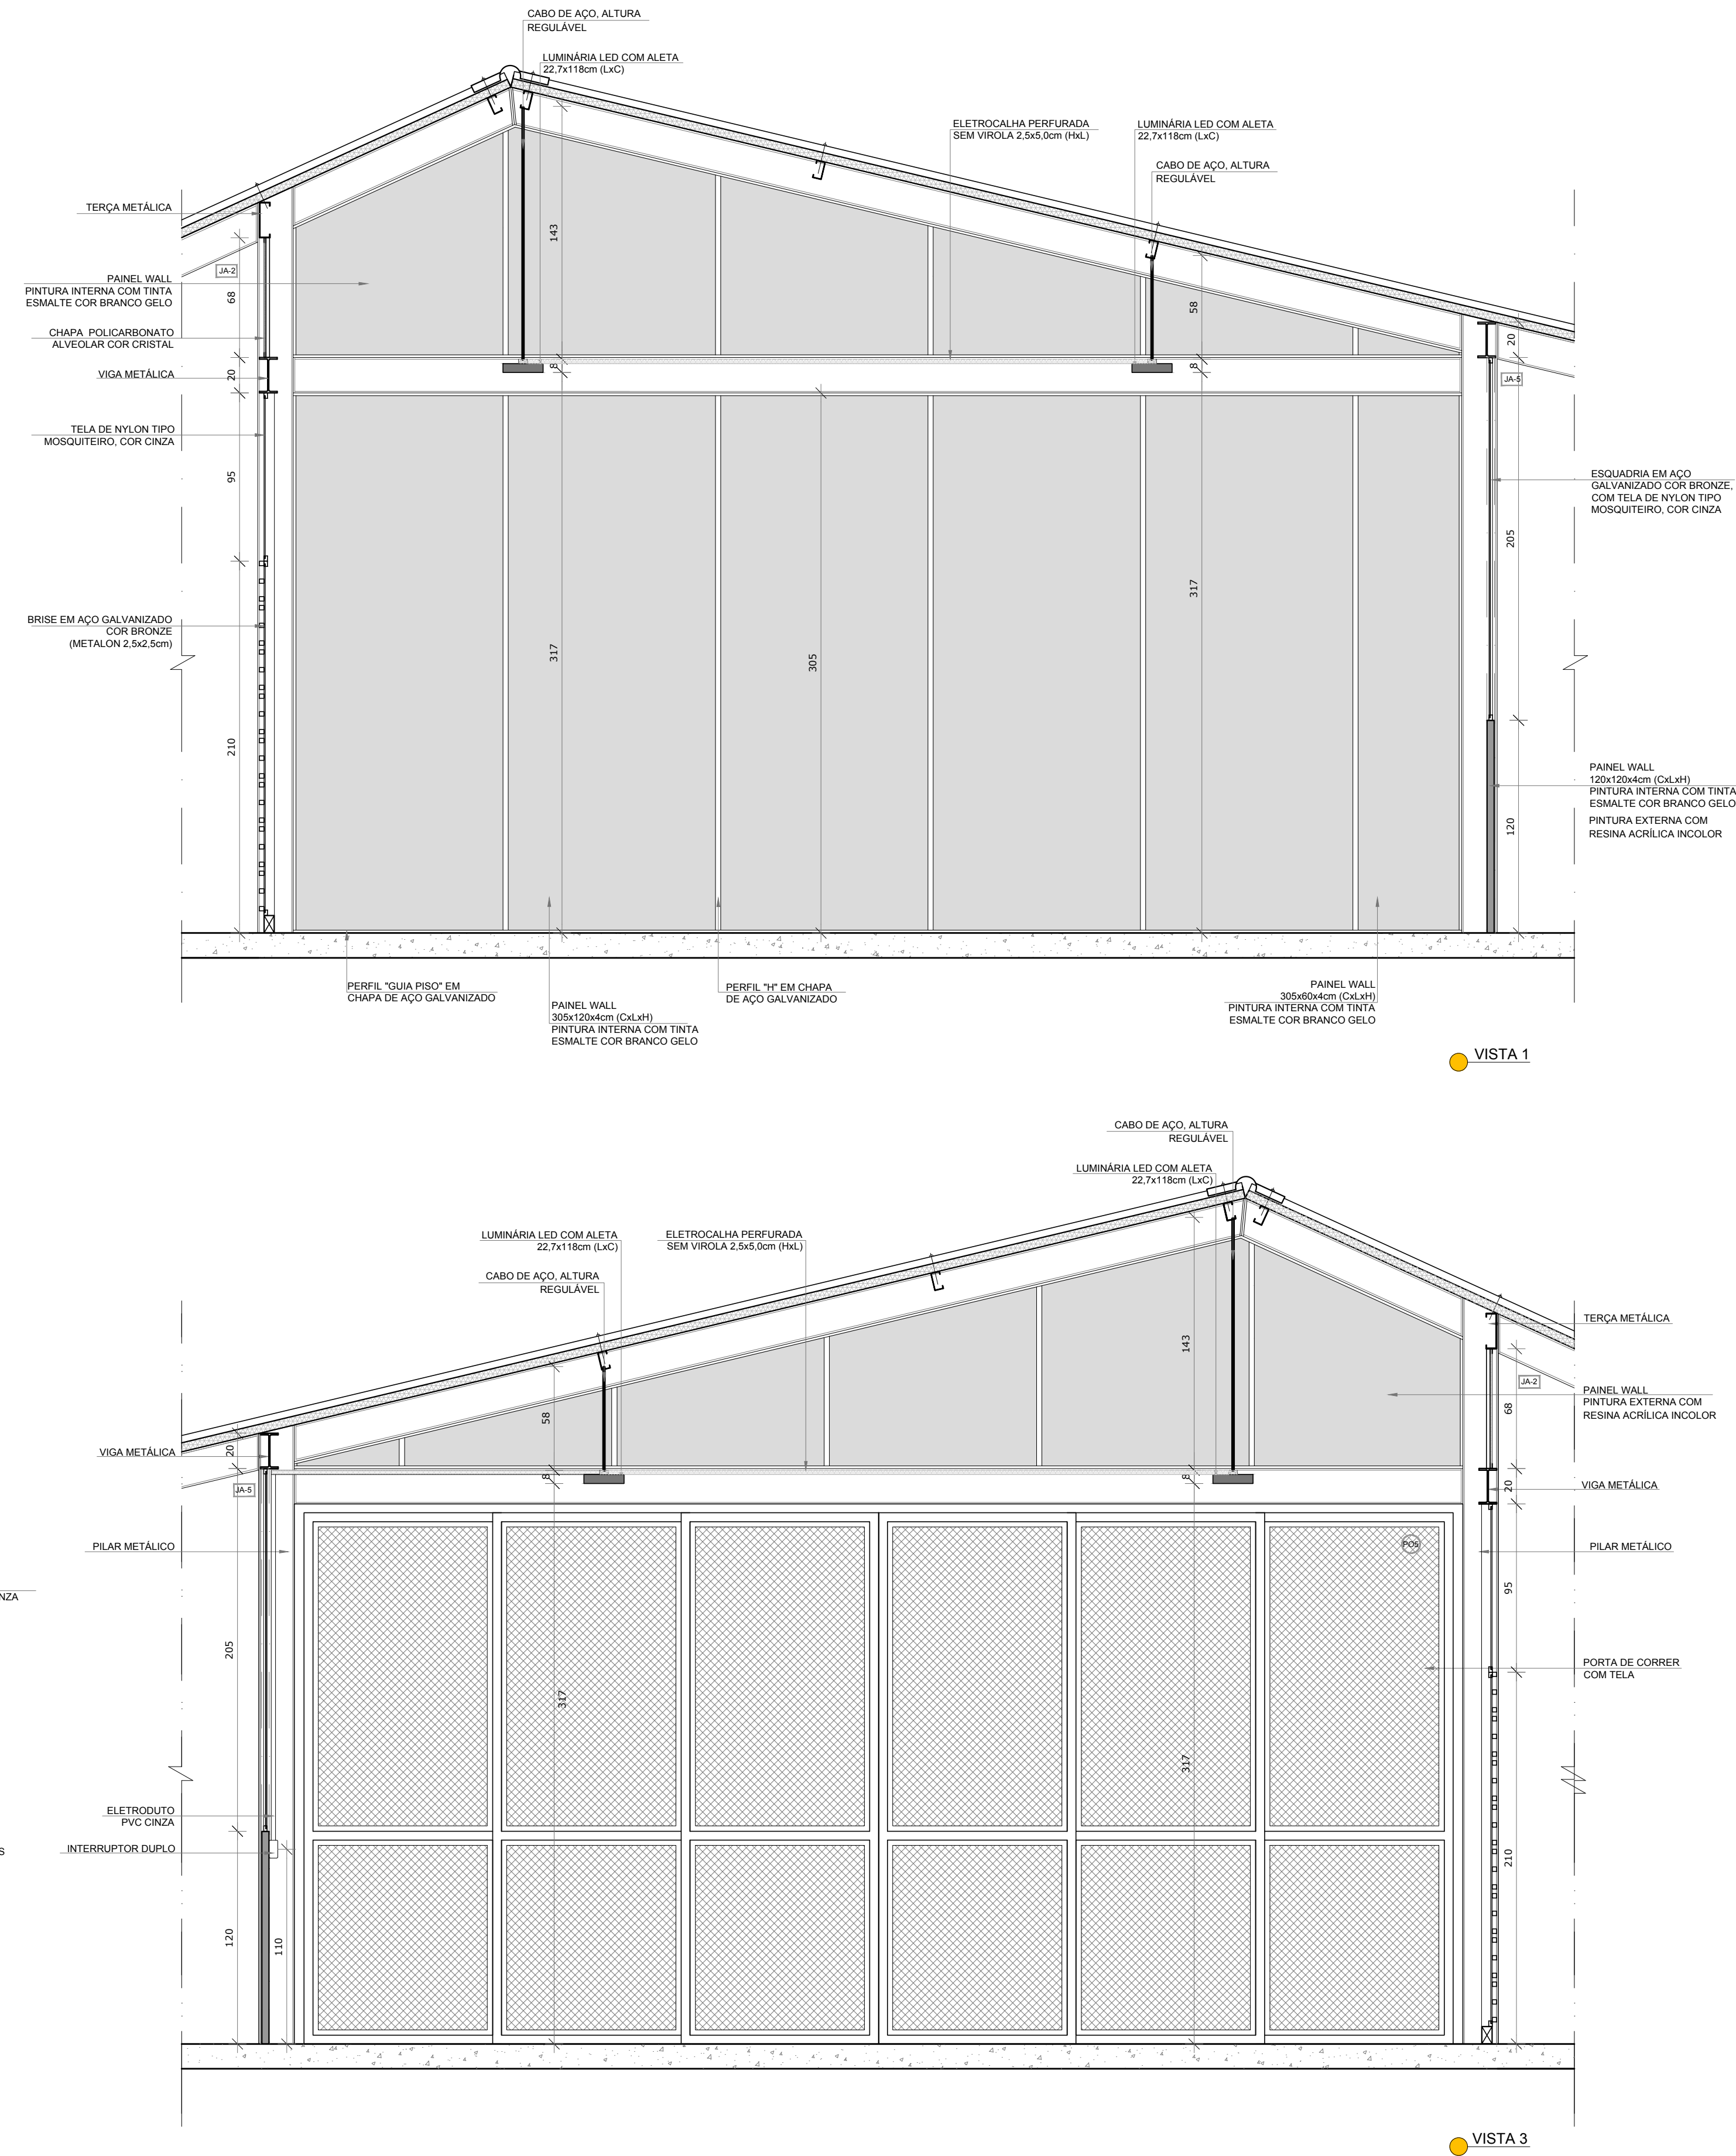 CABO DE AÇO, ALTURA
REGULÁVEL
LUMINÁRIA LED COM ALETA
22,7x118cm (LxC)
ELETROCALHA PERFURADA
SEM VIROLA 2,5x5,0cm (HxL)
LUMINÁRIA LED COM ALETA
22,7x118cm (LxC)
CABO DE AÇO, ALTURA
REGULÁVEL
TERÇA METÁLICA
JA-2
PAINEL WALL
PINTURA INTERNA COM TINTA
ESMALTE COR BRANCO GELO
CHAPA POLICARBONATO
ALVEOLAR COR CRISTAL
VIGA METÁLICA
TELA DE NYLON TIPO
MOSQUITEIRO, COR CINZA
BRISE EM AÇO GALVANIZADO
COR BRONZE
(METALON 2,5x2,5cm)
68
20
95
210
143
8
317
305
58
8
317
20
JA-5
205
120
ESQUADRIA EM AÇO
GALVANIZADO COR BRONZE,
COM TELA DE NYLON TIPO
MOSQUITEIRO, COR CINZA
PAINEL WALL
120x120x4cm (CxLxH)
PINTURA INTERNA COM TINTA
ESMALTE COR BRANCO GELO
PINTURA EXTERNA COM
RESINA ACRÍLICA INCOLOR
PERFIL "GUIA PISO" EM
CHAPA DE AÇO GALVANIZADO
PAINEL WALL
305x120x4cm (CxLxH)
PINTURA INTERNA COM TINTA
ESMALTE COR BRANCO GELO
PERFIL "H" EM CHAPA
DE AÇO GALVANIZADO
PAINEL WALL
305x60x4cm (CxLxH)
PINTURA INTERNA COM TINTA
ESMALTE COR BRANCO GELO
VISTA 1
CABO DE AÇO, ALTURA
REGULÁVEL
LUMINÁRIA LED COM ALETA
22,7x118cm (LxC)
LUMINÁRIA LED COM ALETA
22,7x118cm (LxC)
ELETROCALHA PERFURADA
SEM VIROLA 2,5x5,0cm (HxL)
CABO DE AÇO, ALTURA
REGULÁVEL
VIGA METÁLICA
20
JA-5
PILAR METÁLICO
NZA
205
ELETRODUTO
PVC CINZA
S
INTERRUPTOR DUPLO
120
110
58
8
317
143
8
317
PO5
TERÇA METÁLICA
JA-2
68
PAINEL WALL
PINTURA EXTERNA COM
RESINA ACRÍLICA INCOLOR
20
VIGA METÁLICA
PILAR METÁLICO
95
PORTA DE CORRER
COM TELA
210
VISTA 3